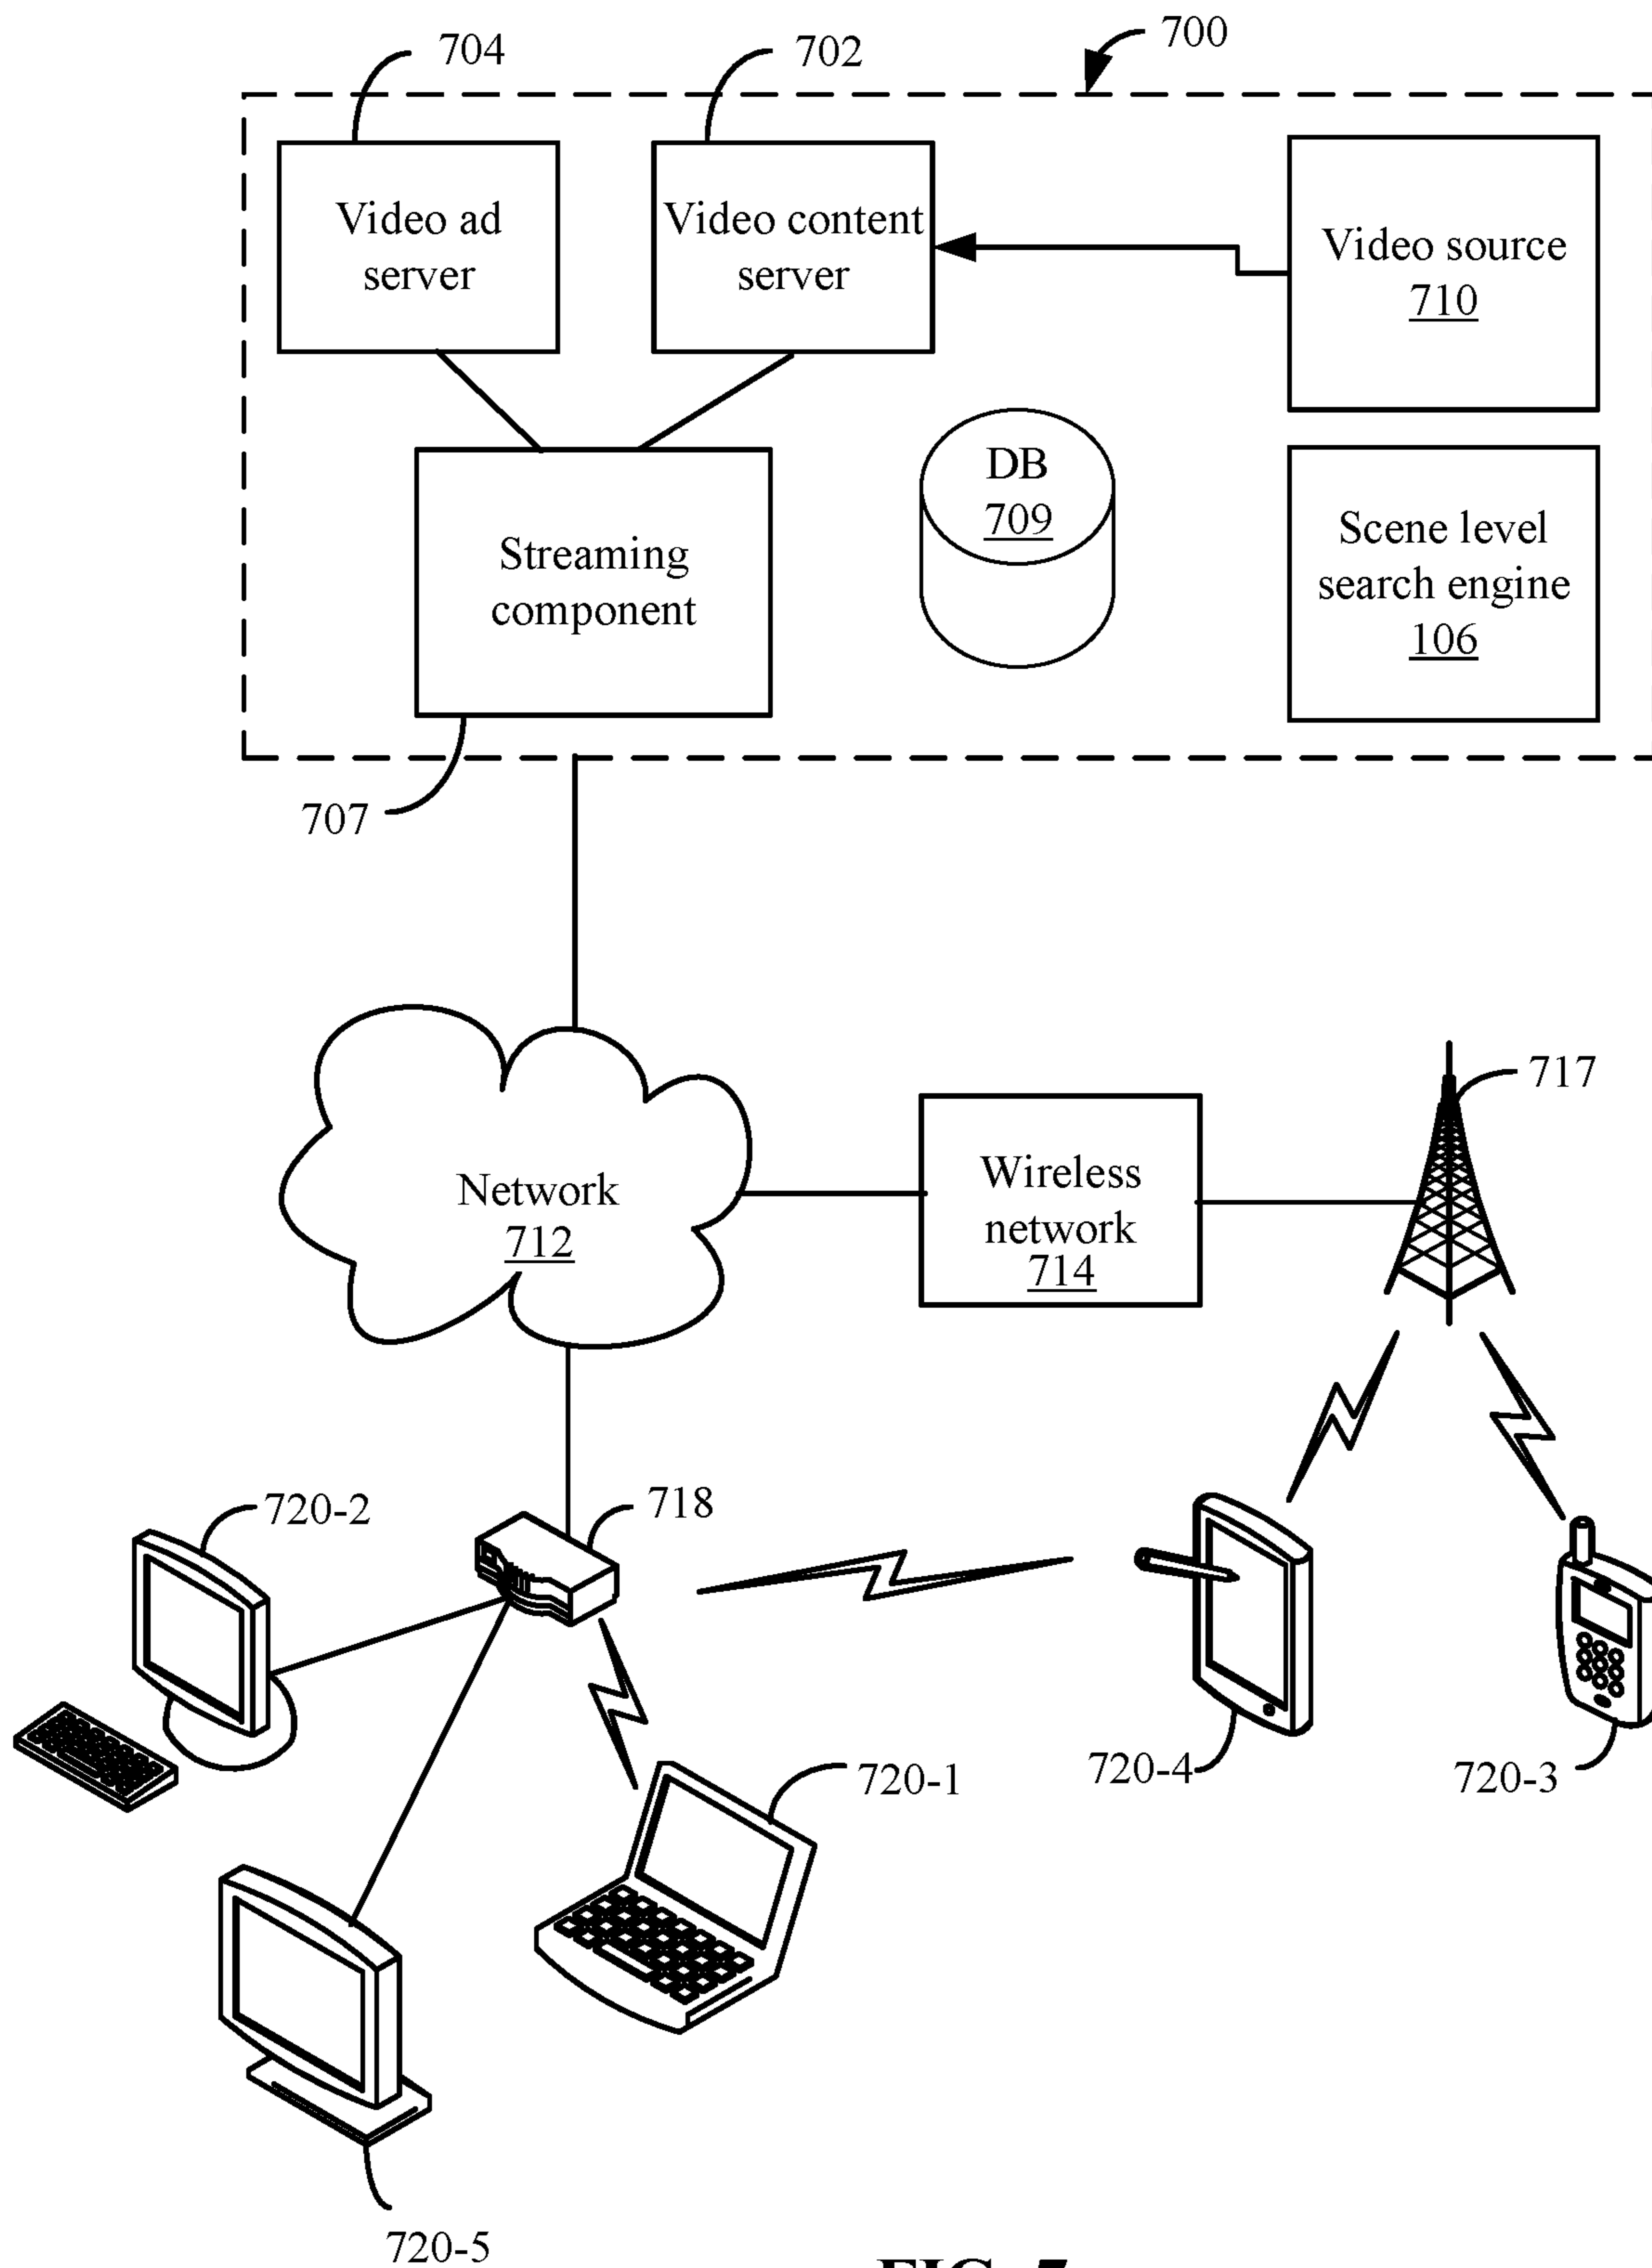 704
702
700
Video ad
server
Video content
server
Video source
710
DB
709
Scene level
search engine
106
Streaming
component
707
717
Network
712
Wireless
network
714
720-2
718
720-1
720-4
720-3
720-5